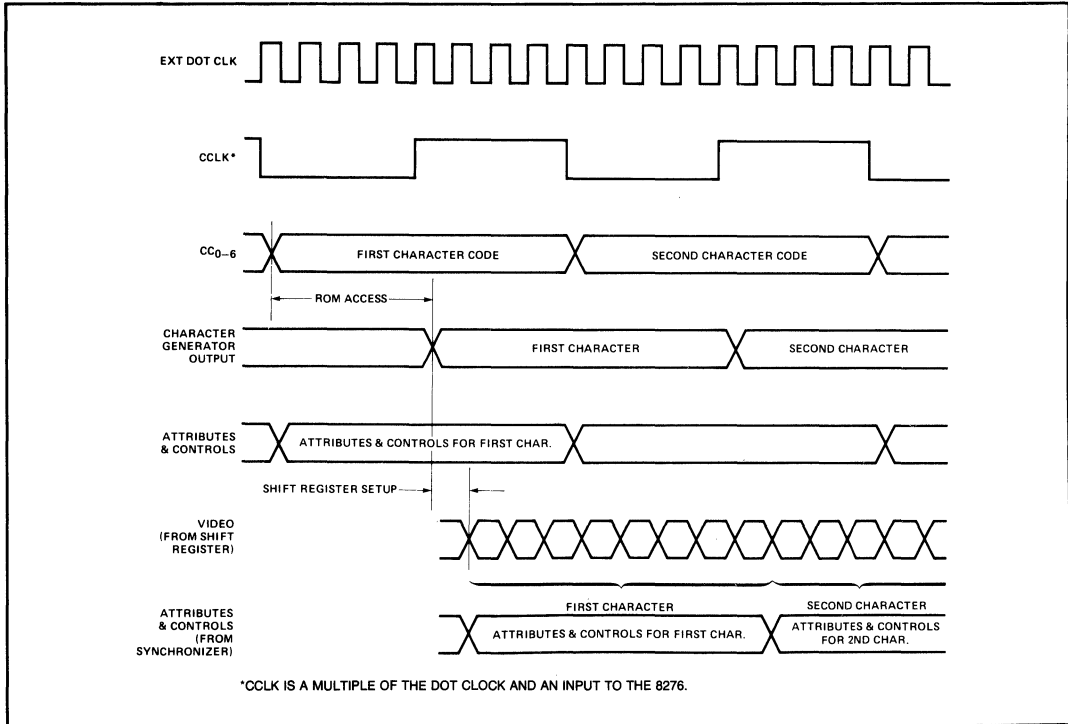 EXT DOT CLK
CCLK*
CC0–6
FIRST CHARACTER CODE
SECOND CHARACTER CODE
ROM ACCESS
CHARACTER
GENERATOR
OUTPUT
FIRST CHARACTER
SECOND CHARACTER
ATTRIBUTES
& CONTROLS
ATTRIBUTES & CONTROLS FOR FIRST CHAR.
SHIFT REGISTER SETUP
VIDEO
(FROM SHIFT
REGISTER)
FIRST CHARACTER
SECOND CHARACTER
ATTRIBUTES
& CONTROLS
(FROM
SYNCHRONIZER)
ATTRIBUTES & CONTROLS FOR FIRST CHAR.
ATTRIBUTES & CONTROLS
FOR 2ND CHAR.
*CCLK IS A MULTIPLE OF THE DOT CLOCK AND AN INPUT TO THE 8276.